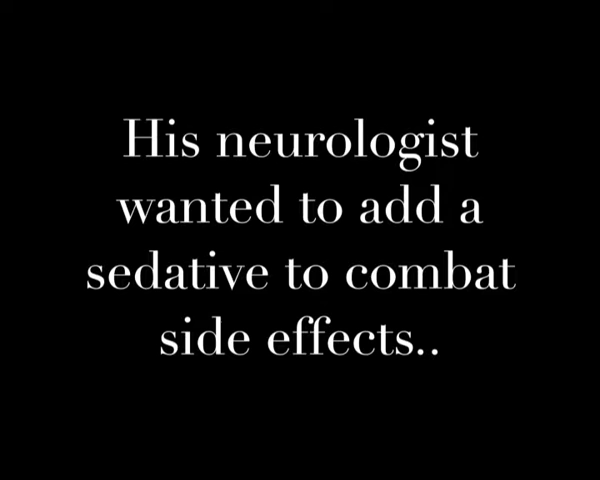 His neurologist
wanted to add a
sedative to combat
side effects..